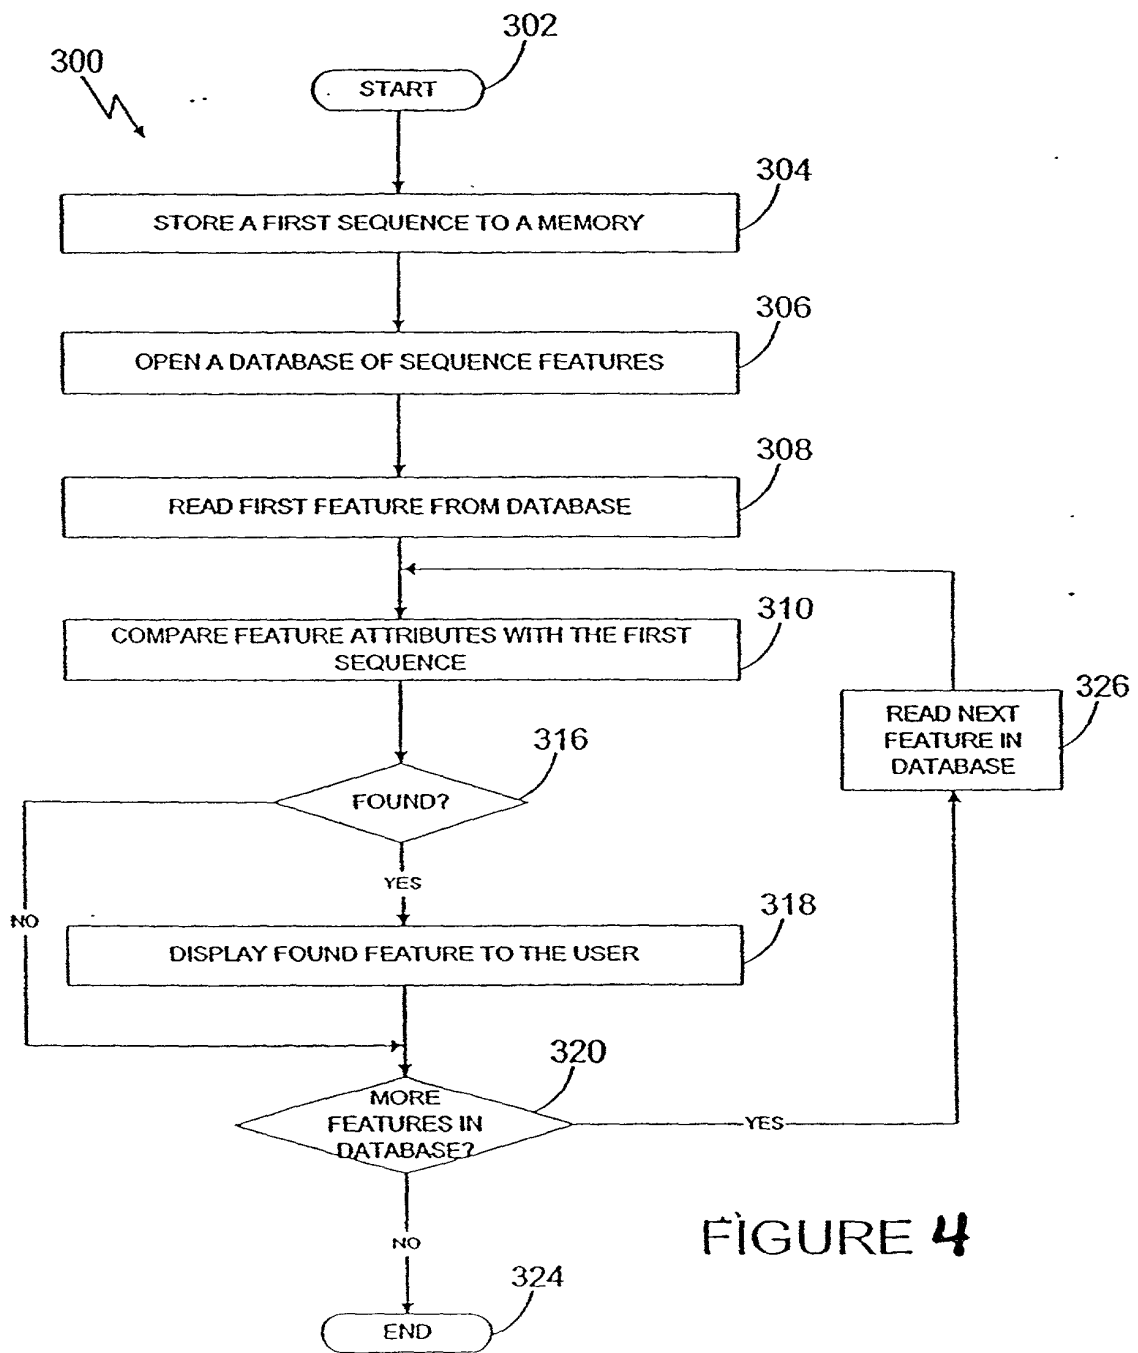 302
300
START
304
STORE A FIRST SEQUENCE TO A MEMORY
306
OPEN A DATABASE OF SEQUENCE FEATURES
308
READ FIRST FEATURE FROM DATABASE
310
COMPARE FEATURE ATTRIBUTES WITH THE FIRST
SEQUENCE
326
READ NEXT
FEATURE IN
DATABASE
316
FOUND?
YES
NO
318
DISPLAY FOUND FEATURE TO THE USER
320
MORE
FEATURES IN
DATABASE?
YES
NO
FIGURE 4
324
END